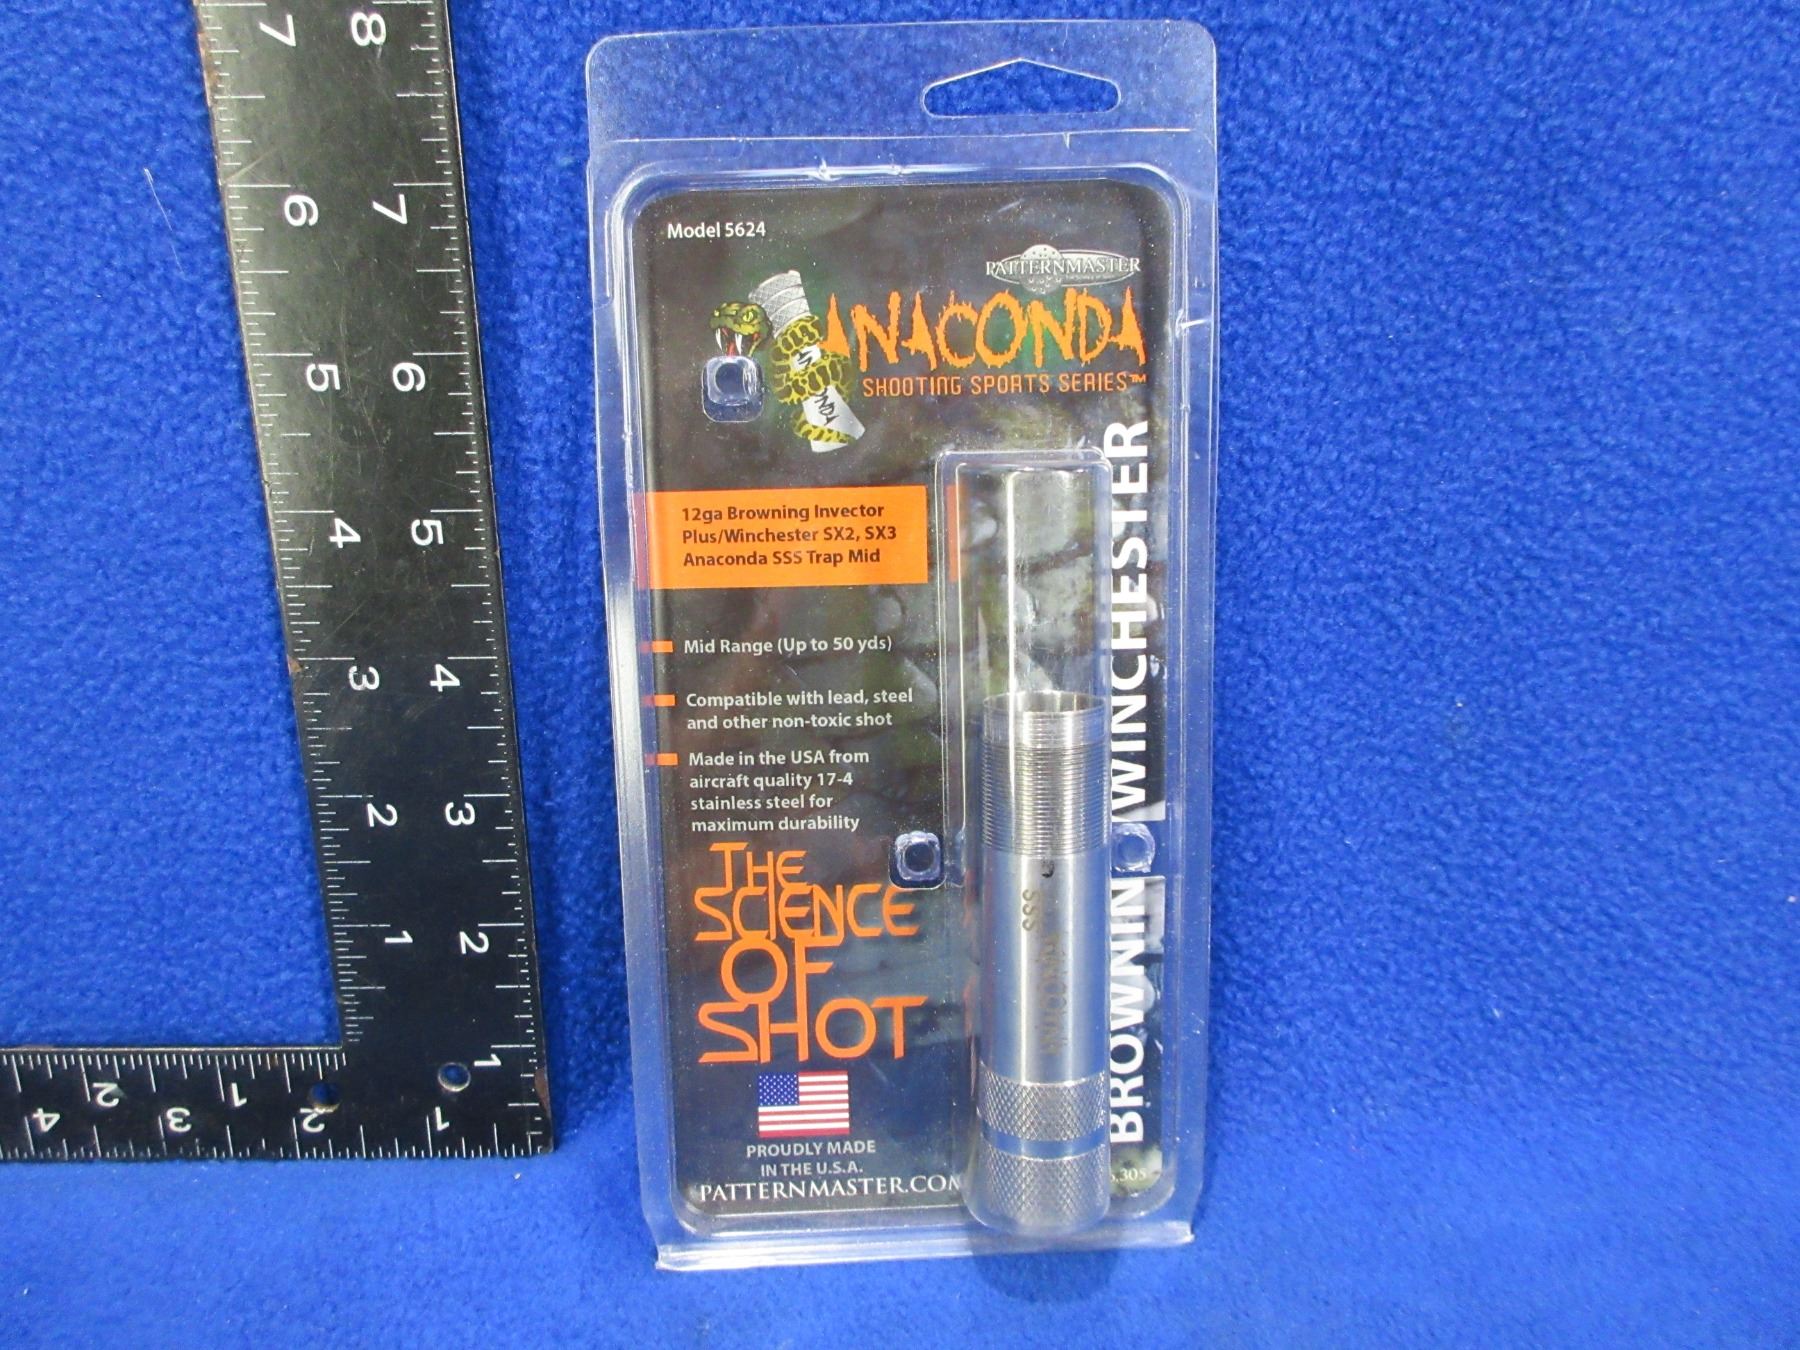 Model 5624
PATTERNMASTER
ANACONDA
SHOOTING SPORTS SERIES™
12ga Browning Invector
Plus/Winchester SX2, SX3
Anaconda SSS Trap Mid
Mid Range (Up to 50 yds)
Compatible with lead, steel
and other non-toxic shot
Made in the USA from
aircraft quality 17-4
stainless steel for
maximum durability
THE
SCIENCE
OF
SHOT
PROUDLY MADE
IN THE U.S.A.
PATTERNMASTER.COM
BROWNING/WINCHESTER
SSS
ANACONDA
7 8
6 7
5 6
4 5
3 4
2 3
1 2
1
2 1
4 3 2 1